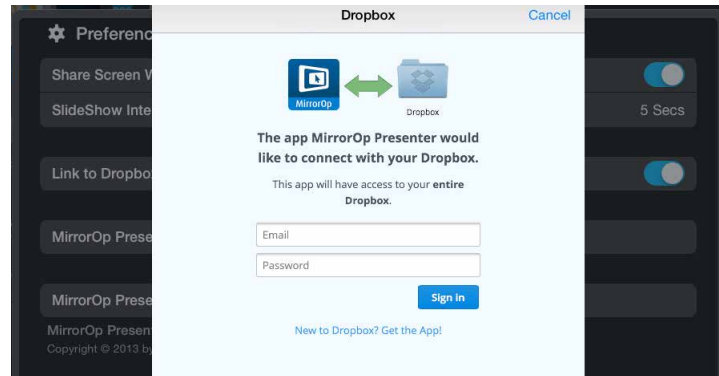 Dropbox
Cancel
Preferenc
Share Screen W
SlideShow Inte
5 Secs
Link to Dropbo
MirrorOp Prese
MirrorOp Prese
MirrorOp Presen
Copyright © 2013 by
MirrorOp
Dropbox
The app MirrorOp Presenter would
like to connect with your Dropbox.
This app will have access to your entire
Dropbox.
Email
Password
Sign in
New to Dropbox? Get the App!